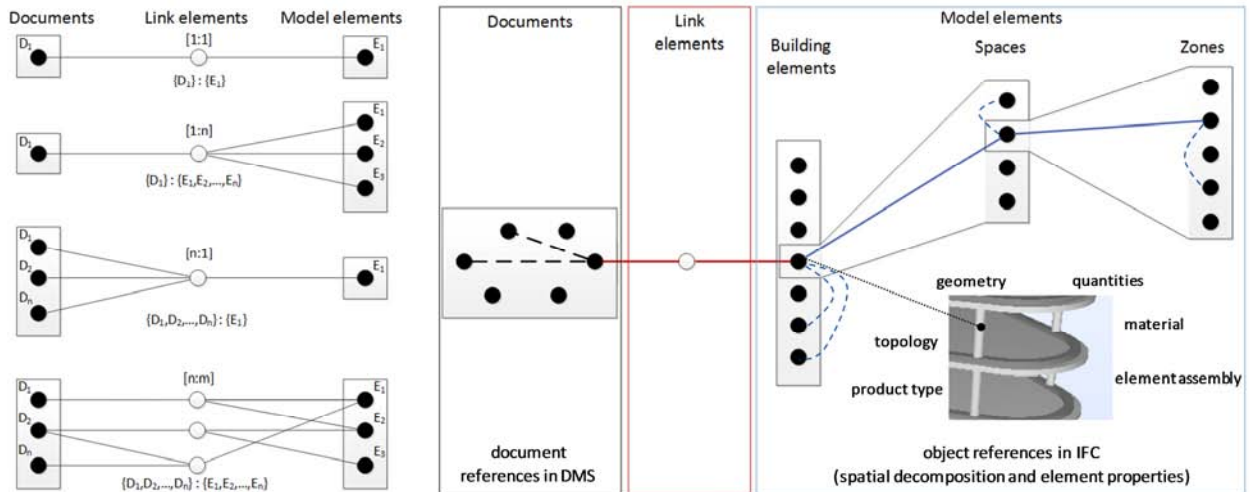 Documents
Link elements
Model elements
D₁
[1:1]
E₁
{D₁} : {E₁}
D₁
[1:n]
E₁
E₂
E₃
{D₁} : {E₁,E₂,...,Eₙ}
D₁
D₂
Dₙ
[n:1]
E₁
{D₁,D₂,...,Dₙ} : {E₁}
D₁
D₂
Dₙ
[n:m]
E₁
E₂
E₃
{D₁,D₂,...,Dₙ} : {E₁,E₂,...,Eₙ}
Documents
document
references in DMS
Link
elements
Model elements
Building
elements
Spaces
Zones
geometry
quantities
material
topology
product type
element assembly
object references in IFC
(spatial decomposition and element properties)